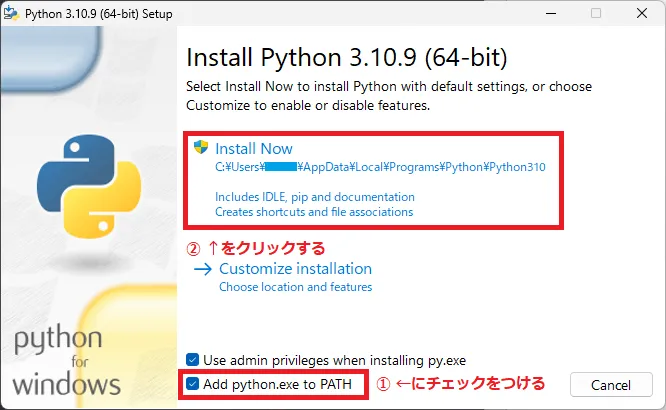 Python 3.10.9 (64-bit) Setup
Install Python 3.10.9 (64-bit)
Select Install Now to install Python with default settings, or choose
Customize to enable or disable features.
Install Now
C:¥Users¥ ¥AppData¥Local¥Programs¥Python¥Python310
Includes IDLE, pip and documentation
Creates shortcuts and file associations
② ↑をクリックする
→ Customize installation
Choose location and features
python
for
windows
Use admin privileges when installing py.exe
Add python.exe to PATH
① ←にチェックをつける
Cancel